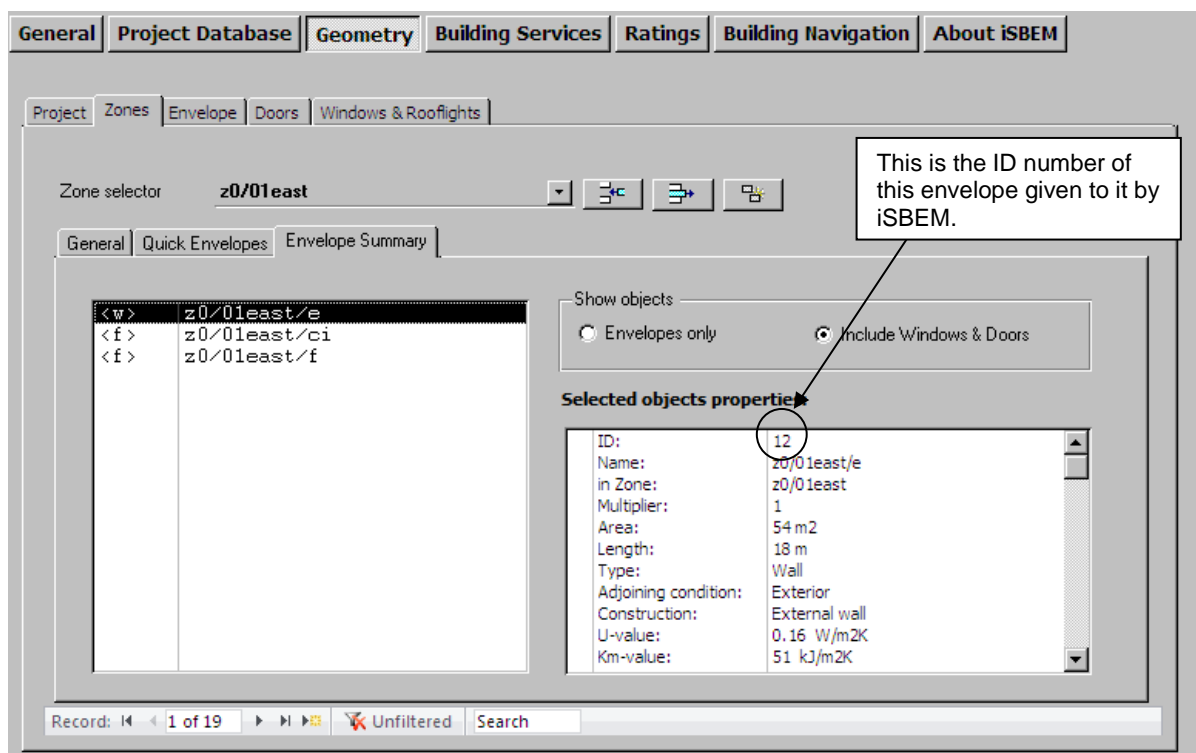 General Project Database Geometry Building Services Ratings Building Navigation About iSBEM
Project Zones Envelope Doors Windows & Rooflights
This is the ID number of
this envelope given to it by
iSBEM.
Zone selector z0/01east
General Quick Envelopes Envelope Summary
<w> z0/01east/e
<f> z0/01east/ci
<f> z0/01east/f
Show objects
Envelopes only Include Windows & Doors
Selected objects properties
ID: 12
Name: z0/01east/e
in Zone: z0/01east
Multiplier: 1
Area: 54 m2
Length: 18 m
Type: Wall
Adjoining condition: Exterior
Construction: External wall
U-value: 0.16 W/m2K
Km-value: 51 kJ/m2K
Record: 1 of 19 Unfiltered Search